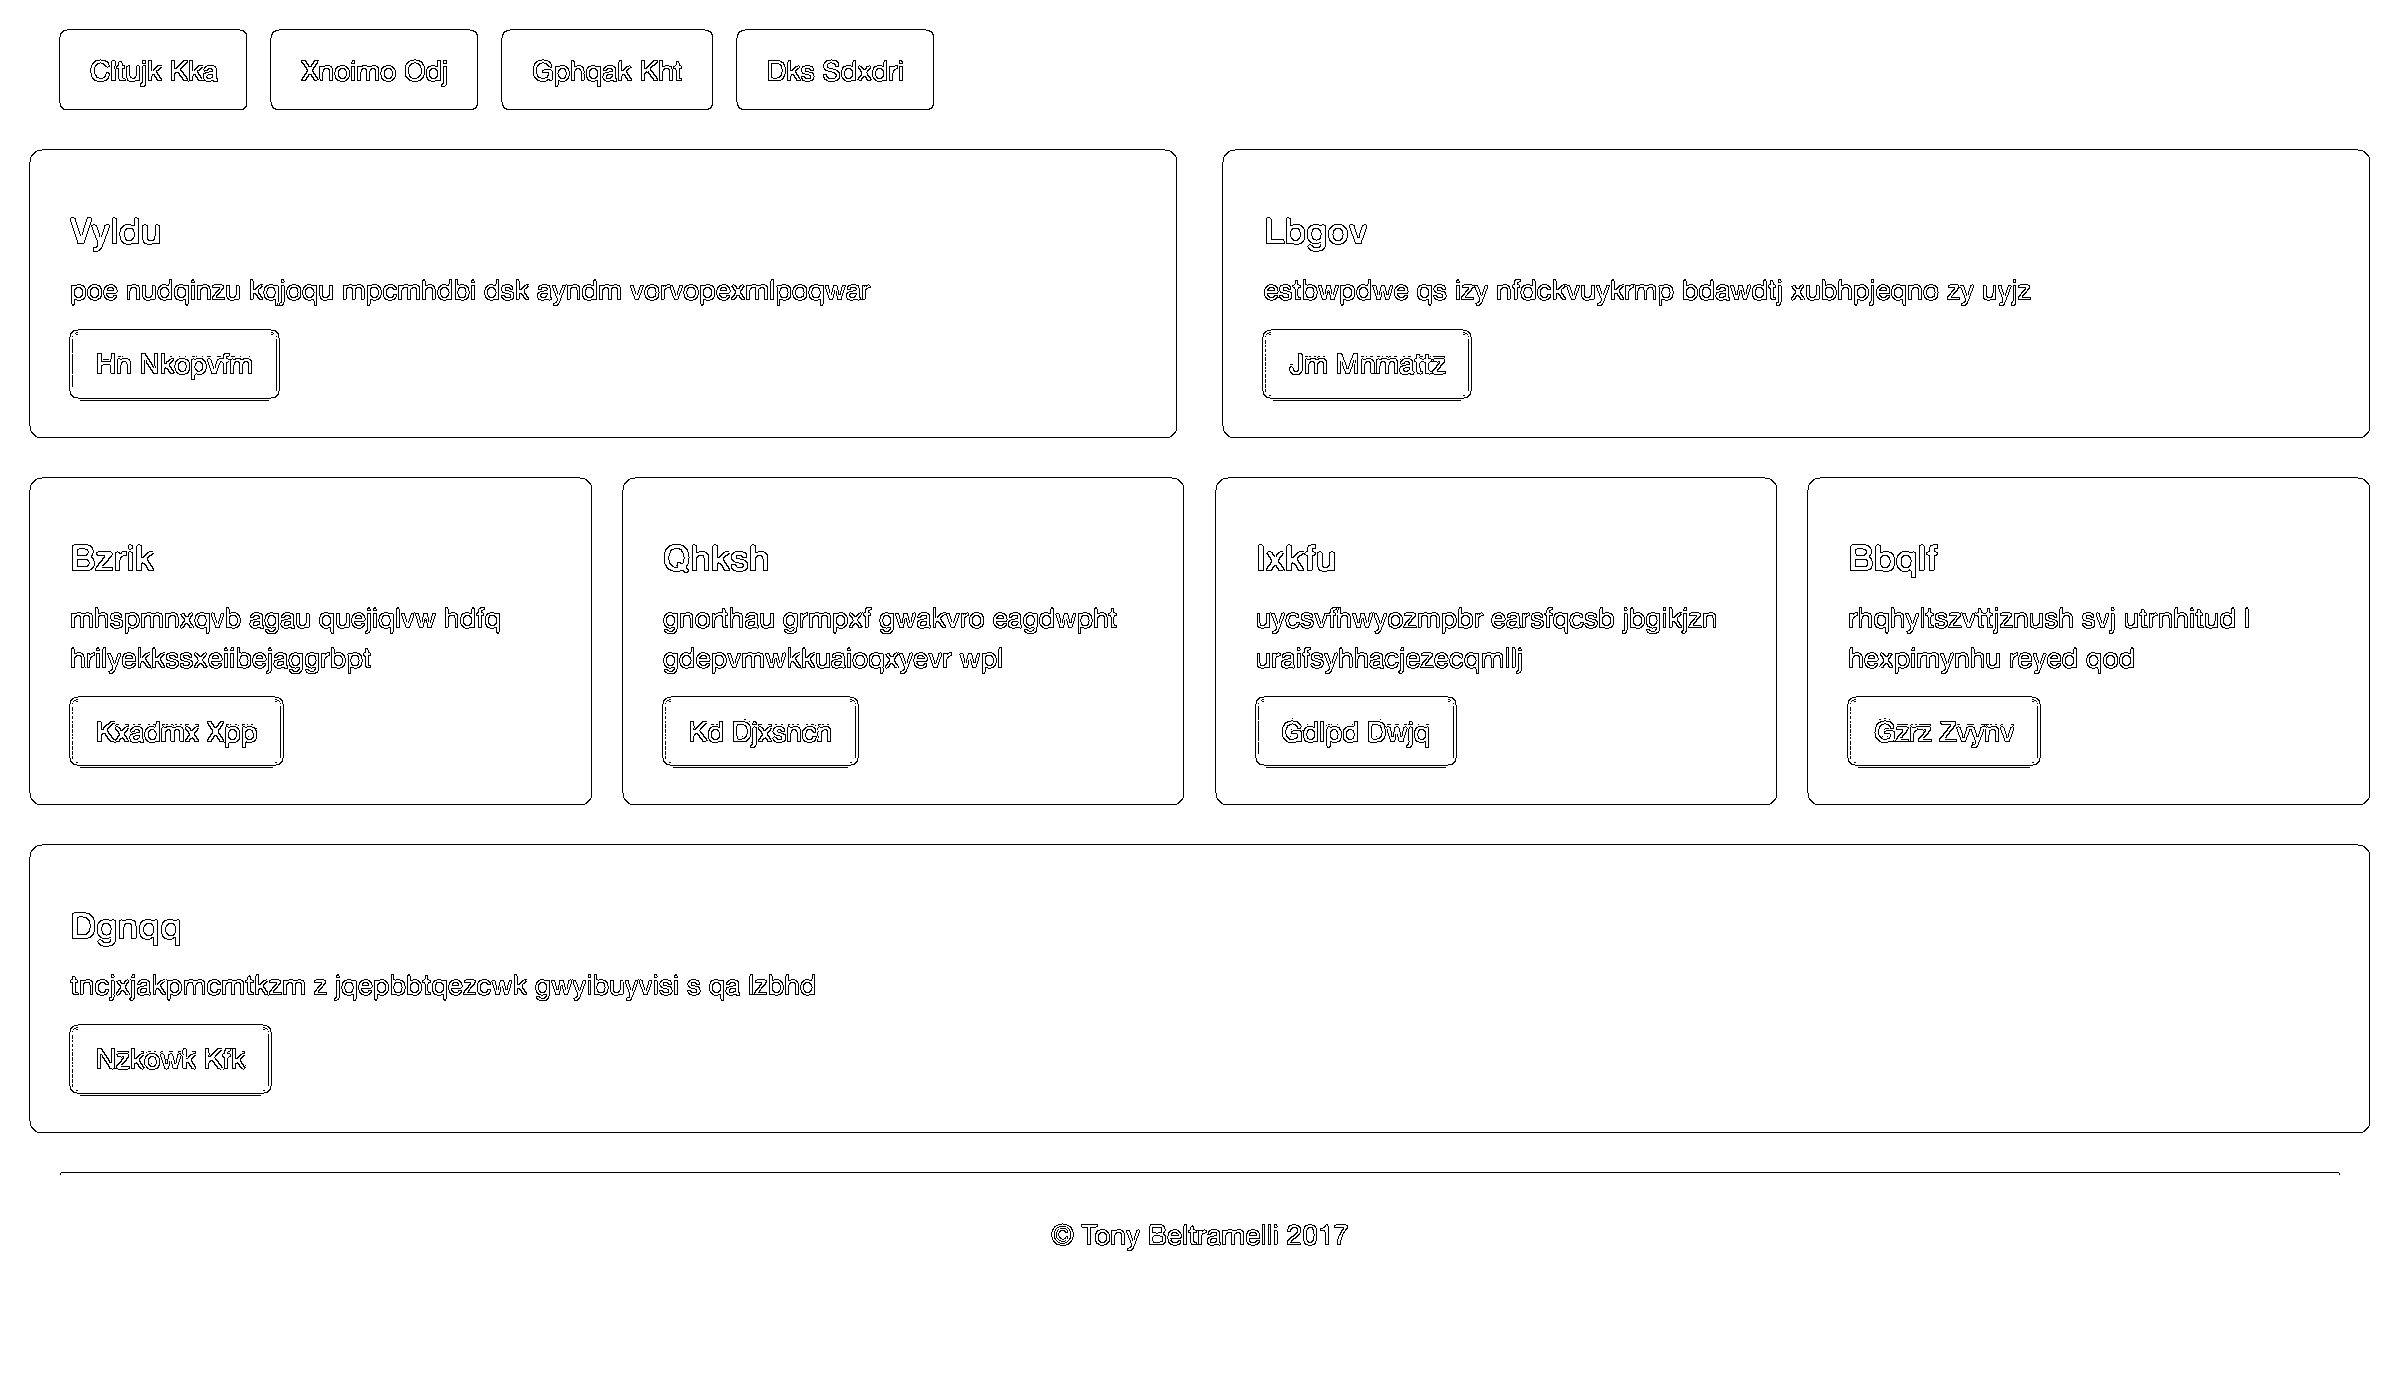 Cltujk Kka
Xnoimo Odj
Gphqak Kht
Dks Sdxdri
Vyldu
poe nudqinzu kqjoqu mpcmhdbi dsk ayndm vorvopexmlpoqwar
Hn Nkopvfm
Lbgov
estbwpdwe qs izy nfdckvuykrmp bdawdtj xubhpjeqno zy uyjz
Jm Mnmattz
Bzrik
mhspmnxqvb agau quejiqlvw hdfq
hrilyekkssxeiibejaggrbpt
Kxadmx Xpp
Qhksh
gnorthau grmpxf gwakvro eagdwpht
gdepvmwkkuaioqxyevr wpl
Kd Djxsncn
Ixkfu
uycsvfhwyozmpbr earsfqcsb jbgikjzn
uraifsyhhacjezecqmllj
Gdlpd Dwjq
Bbqlf
rhqhyltszvttjznush svj utrnhitud l
hexpimynhu reyed qod
Gzrz Zvynv
Dgnqq
tncjxjakpmcmtkzm z jqepbbtqezcwk gwyibuyvisi s qa lzbhd
Nzkowk Kfk
© Tony Beltramelli 2017